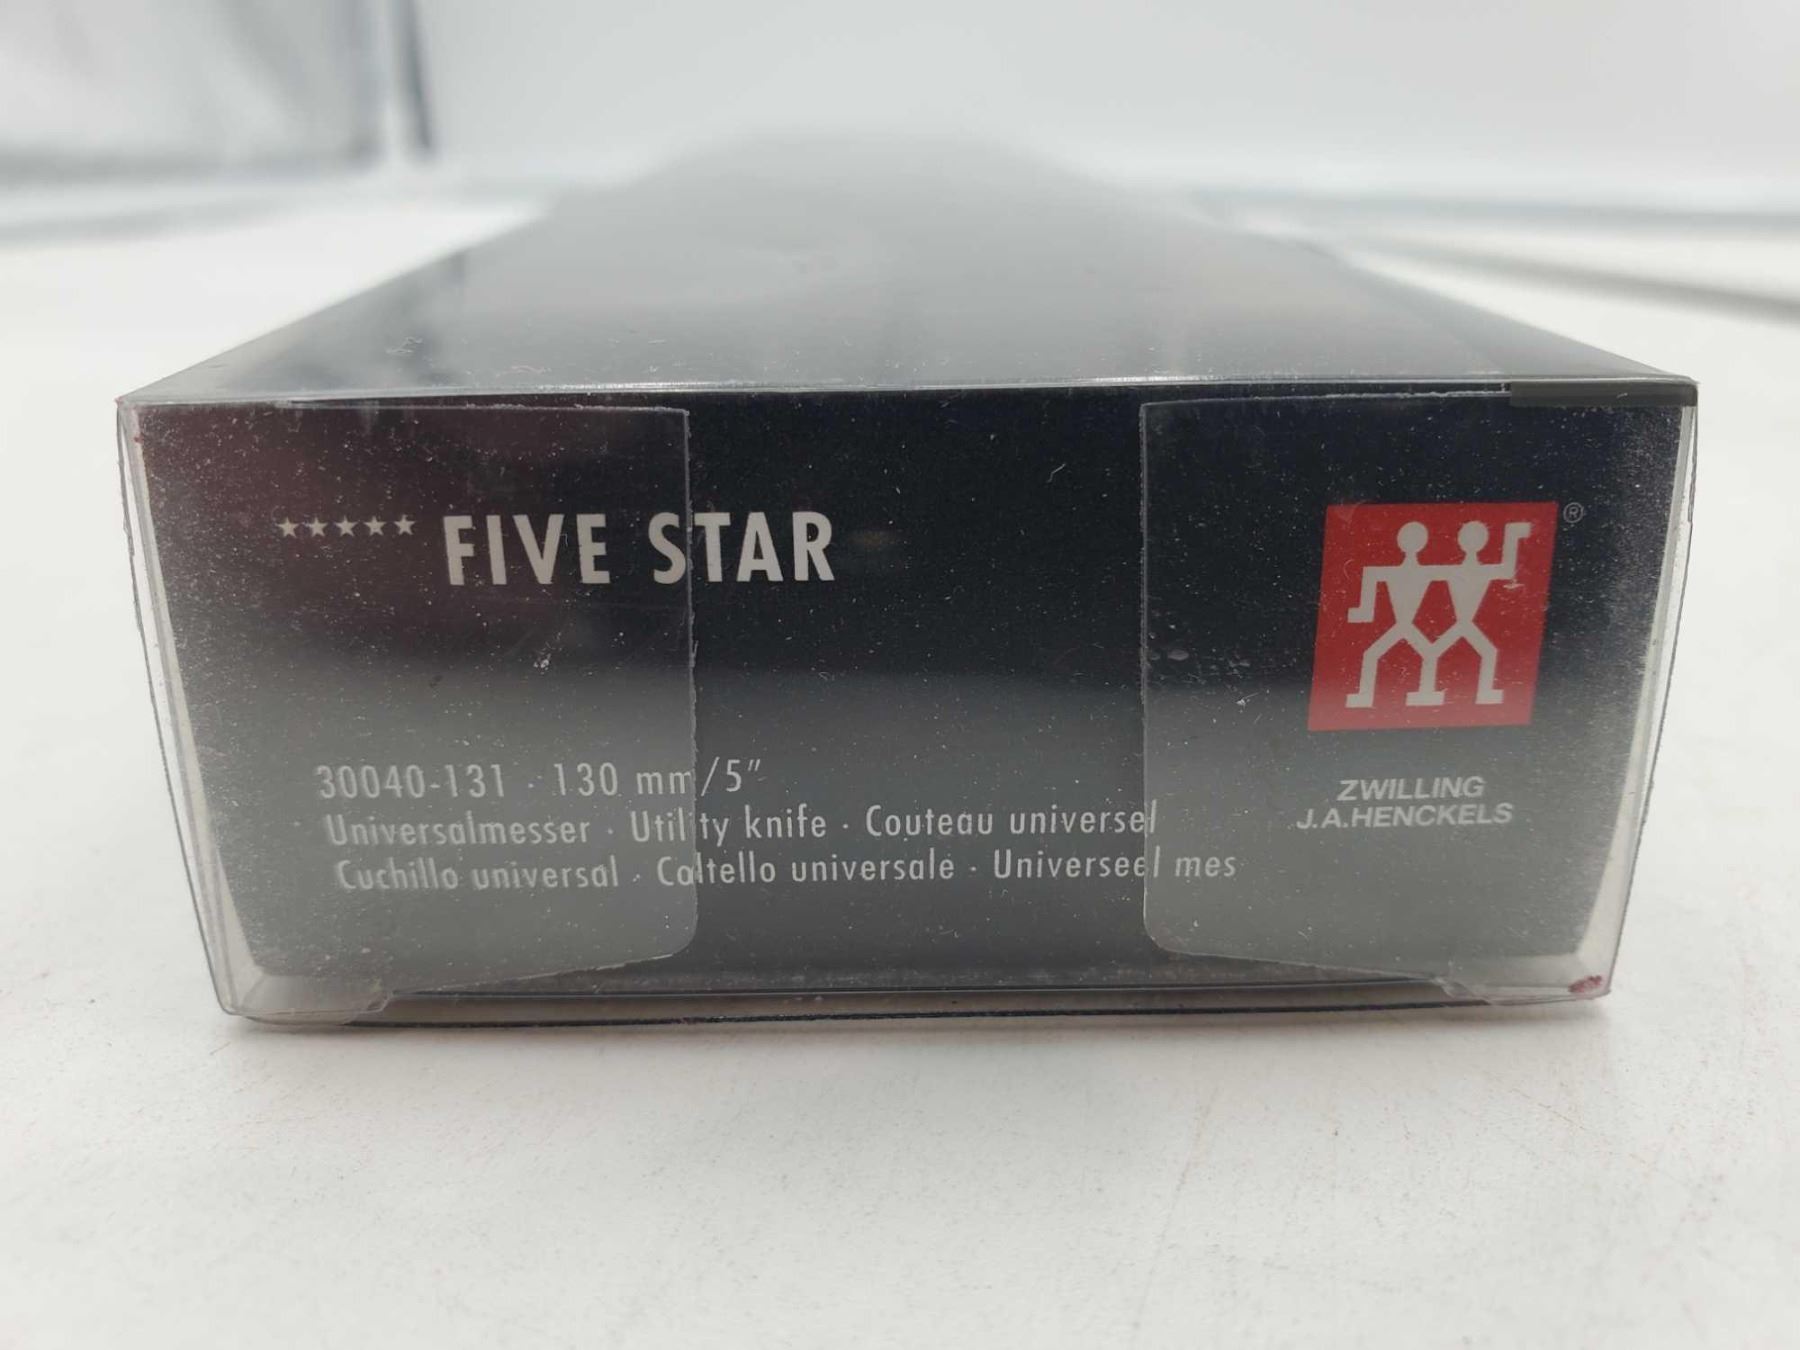 ★★★★★ FIVE STAR
®
30040-131 · 130 mm/5"
Universalmesser · Utility knife · Couteau universel
Cuchillo universal · Coltello universale · Universeel mes
ZWILLING
J.A.HENCKELS